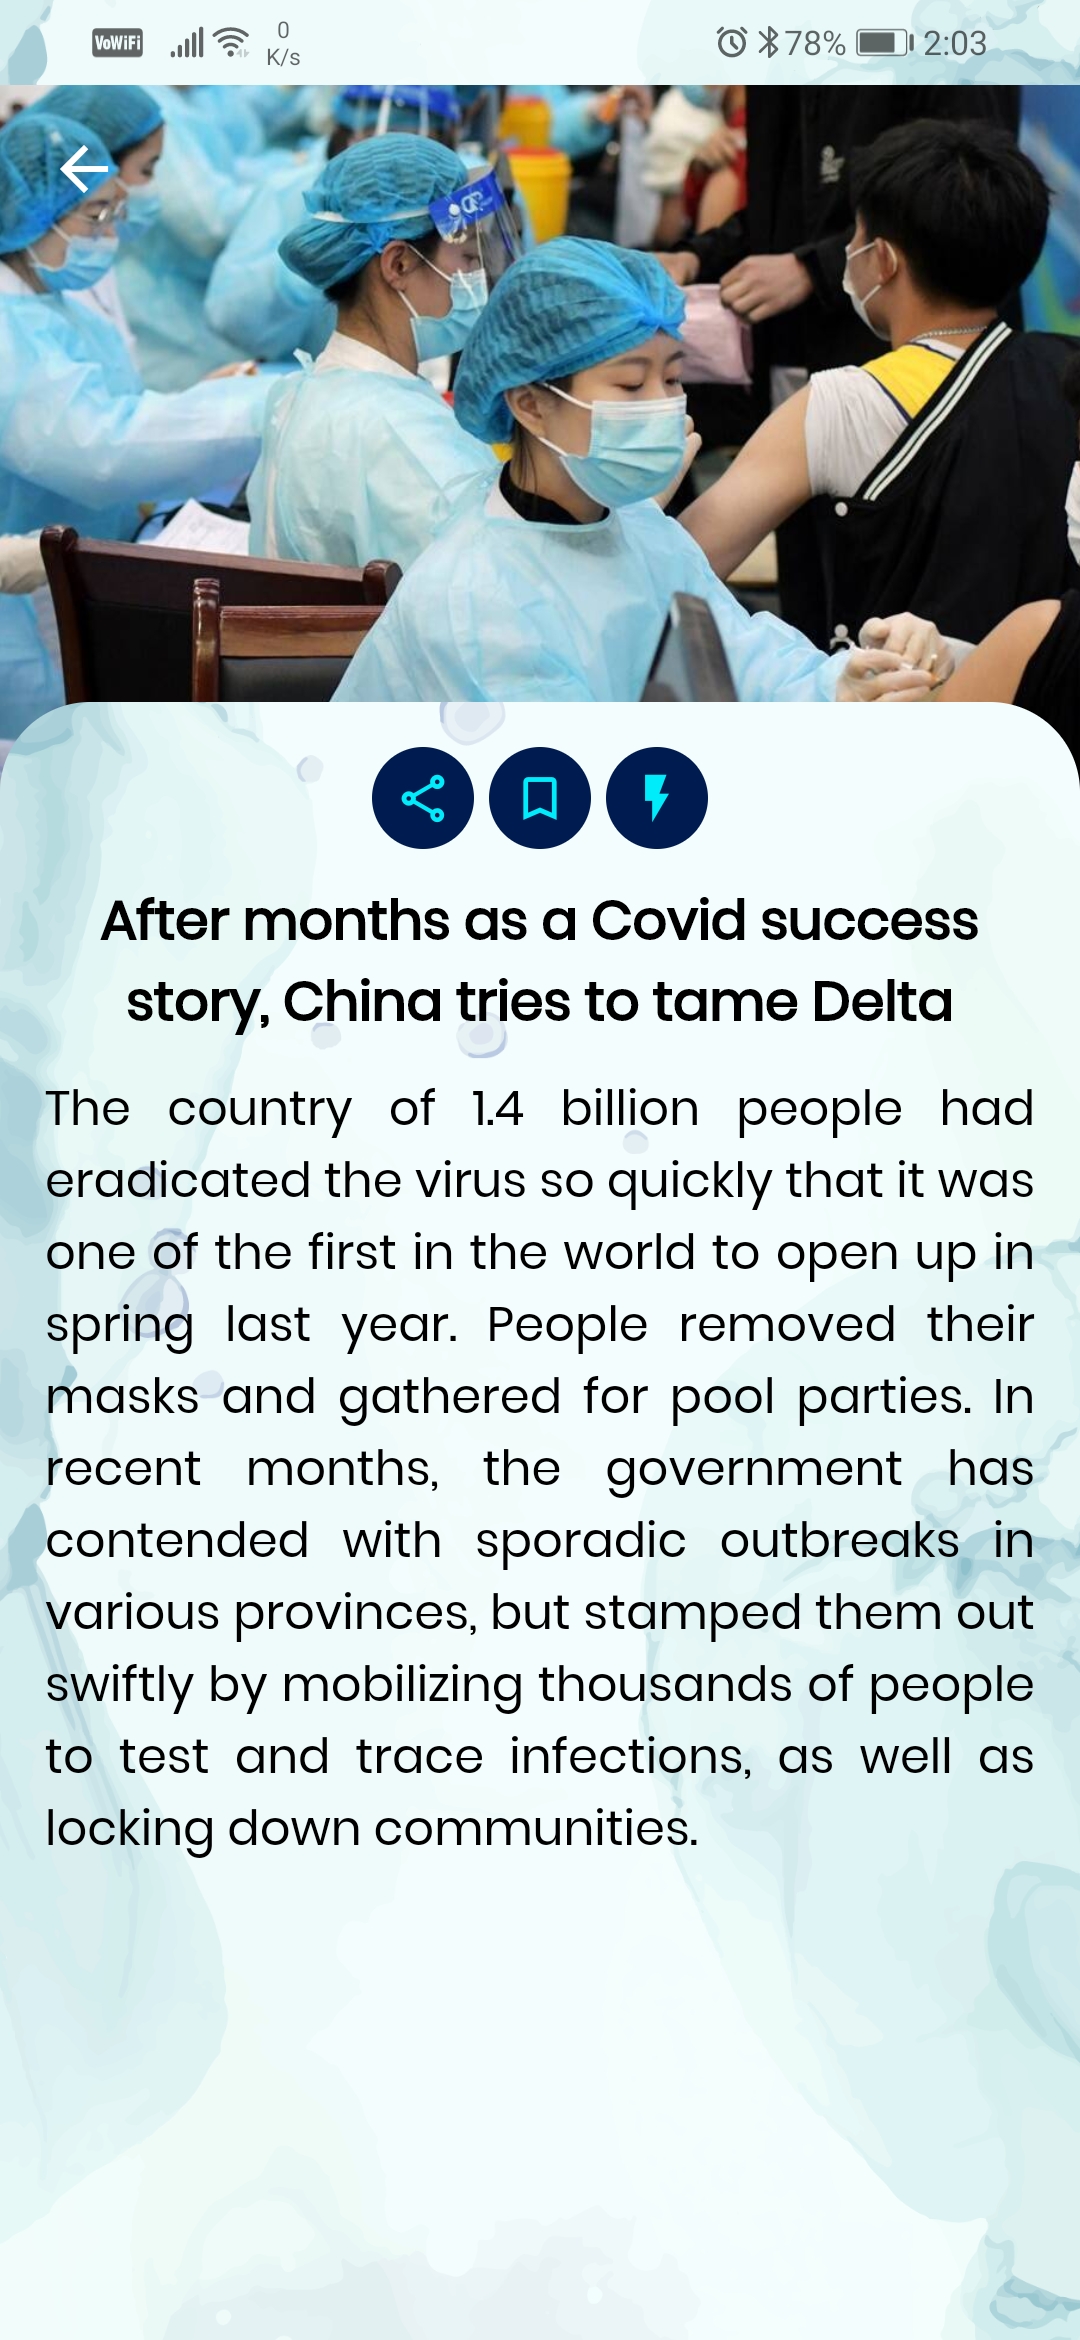 VoWiFi 0 K/s 78% 2:03
After months as a Covid success
story, China tries to tame Delta
The country of 1.4 billion people had
eradicated the virus so quickly that it was
one of the first in the world to open up in
spring last year. People removed their
masks and gathered for pool parties. In
recent months, the government has
contended with sporadic outbreaks in
various provinces, but stamped them out
swiftly by mobilizing thousands of people
to test and trace infections, as well as
locking down communities.